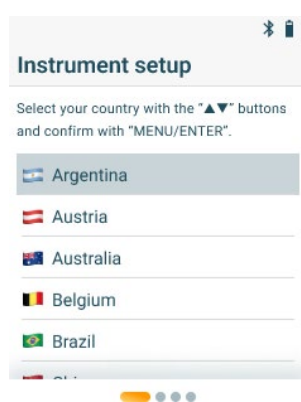 Instrument setup
Select your country with the “▲▼” buttons
and confirm with “MENU/ENTER”.
Argentina
Austria
Australia
Belgium
Brazil